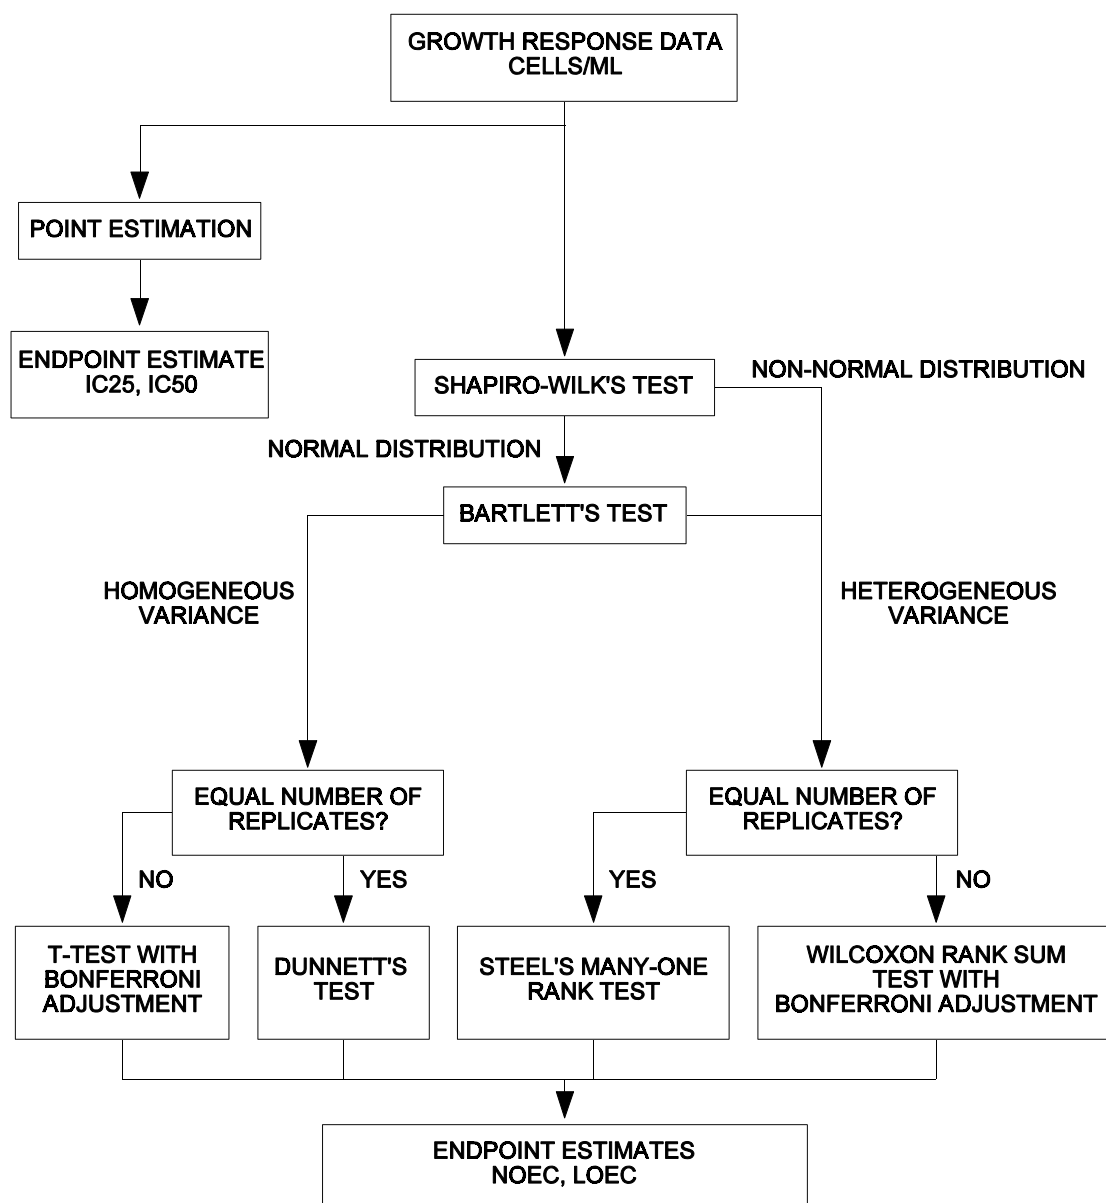 GROWTH RESPONSE DATA
CELLS/ML
POINT ESTIMATION
ENDPOINT ESTIMATE
IC25, IC50
SHAPIRO-WILK'S TEST
NON-NORMAL DISTRIBUTION
NORMAL DISTRIBUTION
BARTLETT'S TEST
HOMOGENEOUS
VARIANCE
HETEROGENEOUS
VARIANCE
EQUAL NUMBER OF
REPLICATES?
EQUAL NUMBER OF
REPLICATES?
NO
YES
YES
NO
T-TEST WITH
BONFERRONI
ADJUSTMENT
DUNNETT'S
TEST
STEEL'S MANY-ONE
RANK TEST
WILCOXON RANK SUM
TEST WITH
BONFERRONI ADJUSTMENT
ENDPOINT ESTIMATES
NOEC, LOEC